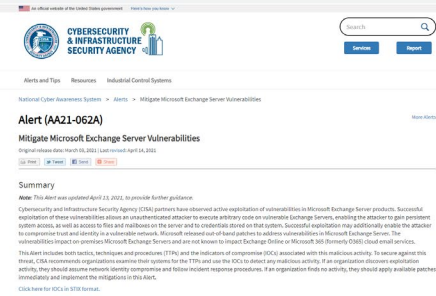 An official website of the United States government Here's how you know
CYBERSECURITY
& INFRASTRUCTURE
SECURITY AGENCY
Search
Services
Report
Alerts and Tips Resources Industrial Control Systems
National Cyber Awareness System > Alerts > Mitigate Microsoft Exchange Server Vulnerabilities
Alert (AA21-062A)
More Alerts
Mitigate Microsoft Exchange Server Vulnerabilities
Original release date: March 03, 2021 | Last revised: April 14, 2021
Print Tweet Send Share
Summary
Note: This Alert was updated April 13, 2021, to provide further guidance.
Cybersecurity and Infrastructure Security Agency (CISA) partners have observed active exploitation of vulnerabilities in Microsoft Exchange Server products. Successful
exploitation of these vulnerabilities allows an unauthenticated attacker to execute arbitrary code on vulnerable Exchange Servers, enabling the attacker to gain persistent
system access, as well as access to files and mailboxes on the server and to credentials stored on that system. Successful exploitation may additionally enable the attacker
to compromise trust and identity in a vulnerable network. Microsoft released out-of-band patches to address vulnerabilities in Microsoft Exchange Server. The
vulnerabilities impact on-premises Microsoft Exchange Servers and are not known to impact Exchange Online or Microsoft 365 (formerly O365) cloud email services.
This Alert includes both tactics, techniques and procedures (TTPs) and the indicators of compromise (IOCs) associated with this malicious activity. To secure against this
threat, CISA recommends organizations examine their systems for the TTPs and use the IOCs to detect any malicious activity. If an organization discovers exploitation
activity, they should assume network identity compromise and follow incident response procedures. If an organization finds no activity, they should apply available patches
immediately and implement the mitigations in this Alert.
Click here for IOCs in STIX format.